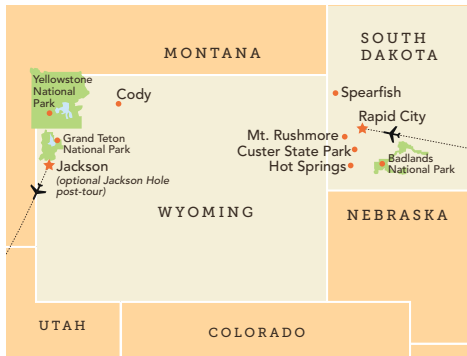 SOUTH
DAKOTA
MONTANA
Yellowstone
National
Park
Cody
Spearfish
Rapid City
Grand Teton
National Park
Mt. Rushmore
Custer State Park
Hot Springs
Badlands
National Park
Jackson
(optional Jackson Hole
post-tour)
WYOMING
NEBRASKA
UTAH
COLORADO